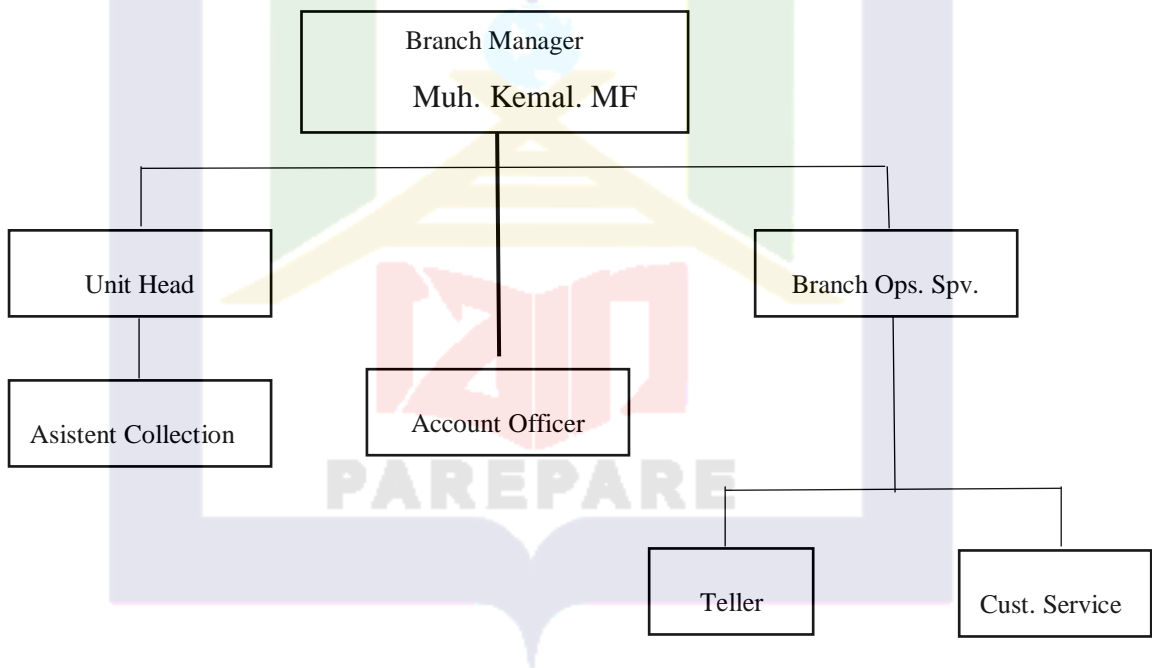 Branch Manager
Muh. Kemal. MF
Unit Head
Branch Ops. Spv.
Asistent Collection
Account Officer
PAREPARE
Teller
Cust. Service